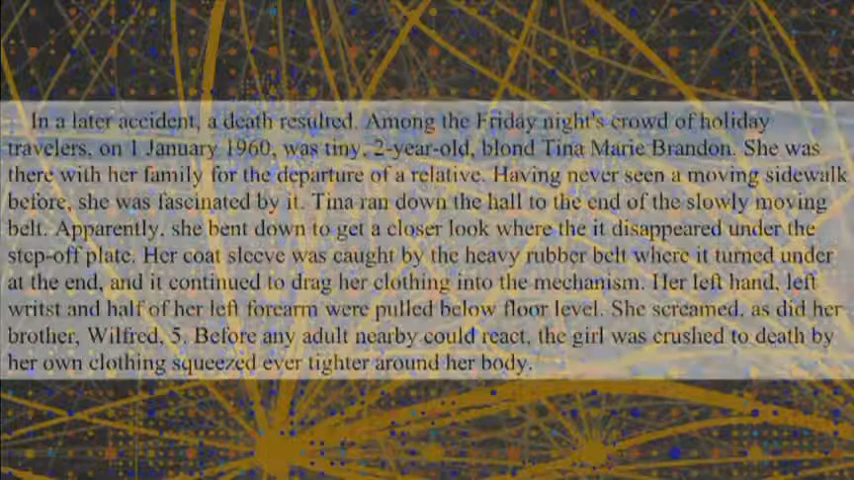 In a later accident, a death resulted. Among the Friday night's crowd of holiday
travelers, on 1 January 1960, was tiny, 2-year-old, blond Tina Marie Brandon. She was
there with her family for the departure of a relative. Having never seen a moving sidewalk
before, she was fascinated by it. Tina ran down the hall to the end of the slowly moving
belt. Apparently, she bent down to get a closer look where the it disappeared under the
step-off plate. Her coat sleeve was caught by the heavy rubber belt where it turned under
at the end, and it continued to drag her clothing into the mechanism. Her left hand, left
writst and half of her left forearm were pulled below floor level. She screamed, as did her
brother, Wilfred, 5. Before any adult nearby could react, the girl was crushed to death by
her own clothing squeezed ever tighter around her body.